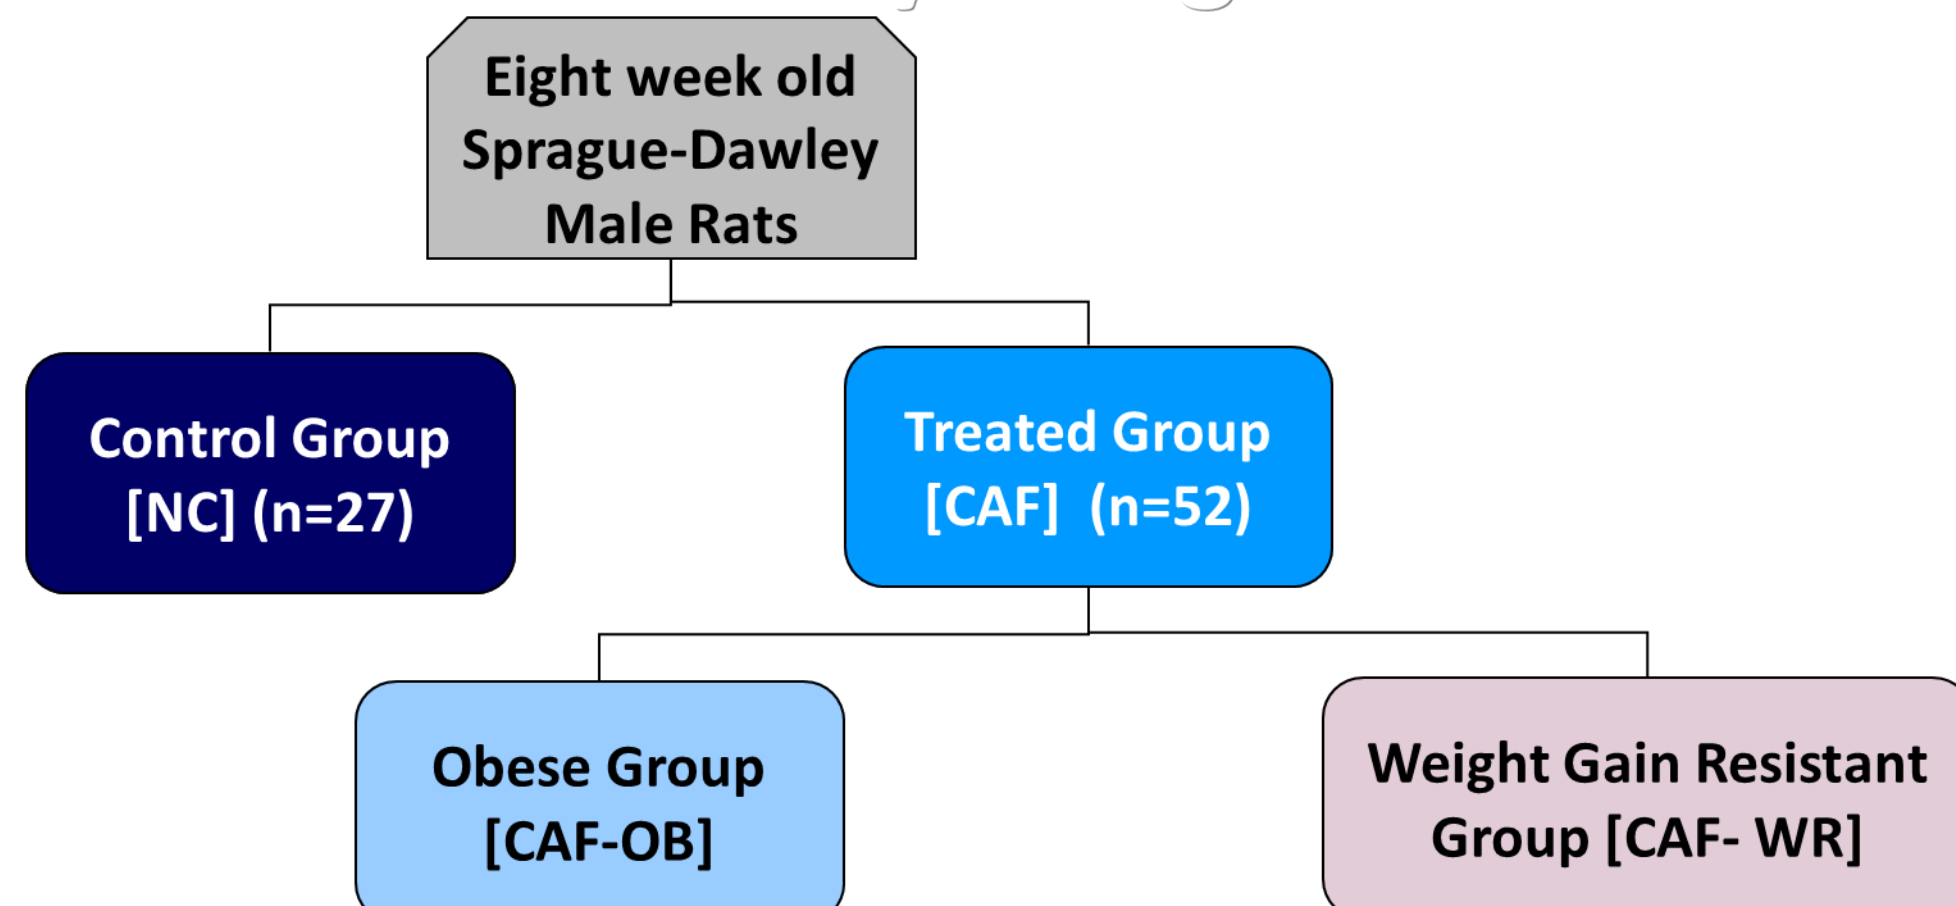 Eight week old
Sprague-Dawley
Male Rats
Control Group
[NC] (n=27)
Treated Group
[CAF]  (n=52)
Obese Group
[CAF-OB]
Weight Gain Resistant
Group [CAF- WR]